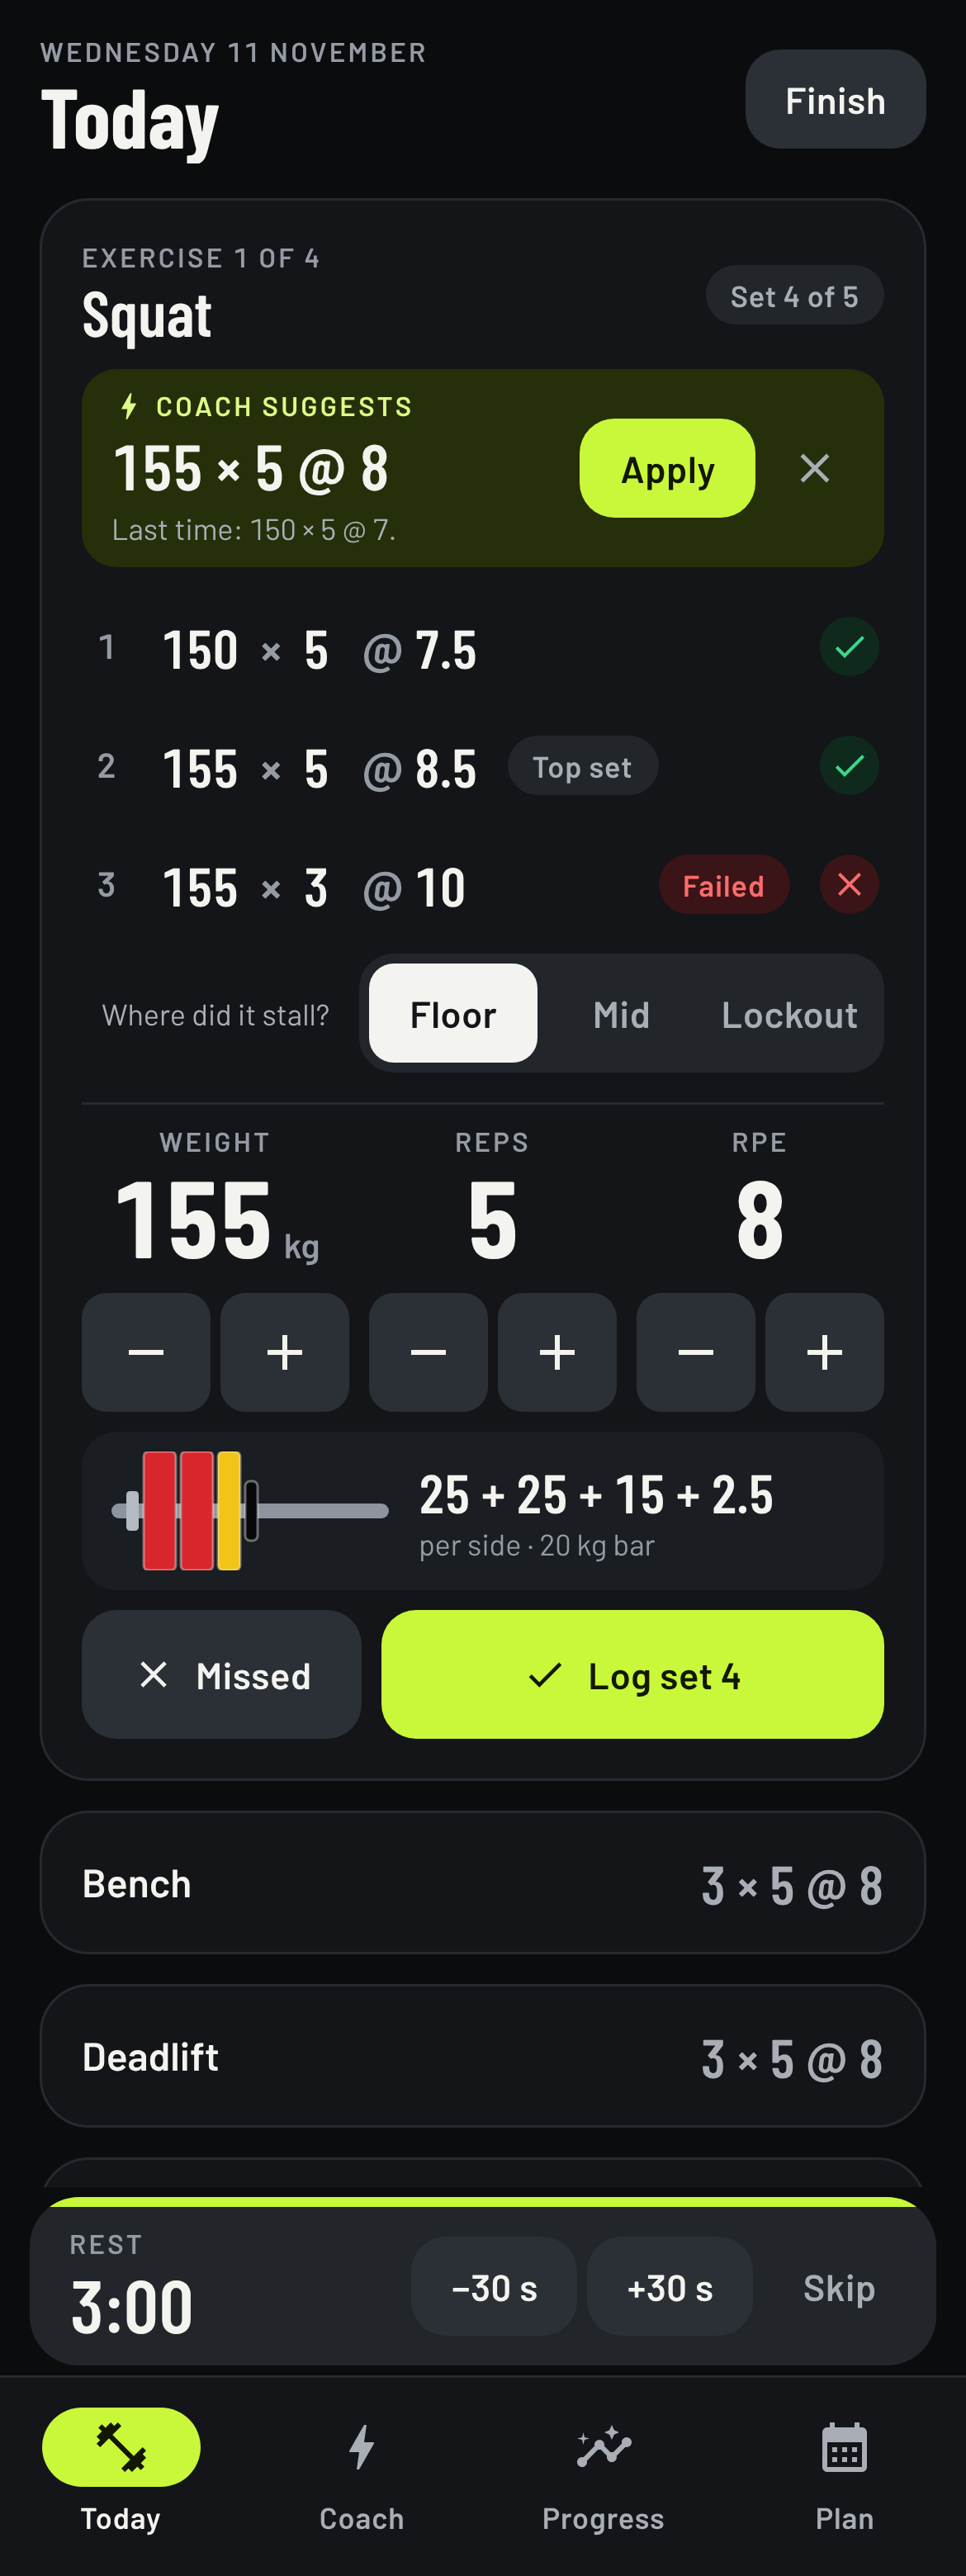 WEDNESDAY 11 NOVEMBER
Today
Finish
EXERCISE 1 OF 4
Squat
Set 4 of 5
COACH SUGGESTS
155 × 5 @ 8
Last time: 150 × 5 @ 7.
Apply
1 150 × 5 @ 7.5
2 155 × 5 @ 8.5 Top set
3 155 × 3 @ 10 Failed
Where did it stall? Floor Mid Lockout
WEIGHT REPS RPE
155 kg 5 8
25 + 25 + 15 + 2.5
per side · 20 kg bar
Missed
Log set 4
Bench 3 × 5 @ 8
Deadlift 3 × 5 @ 8
REST
3:00
−30 s +30 s Skip
Today Coach Progress Plan